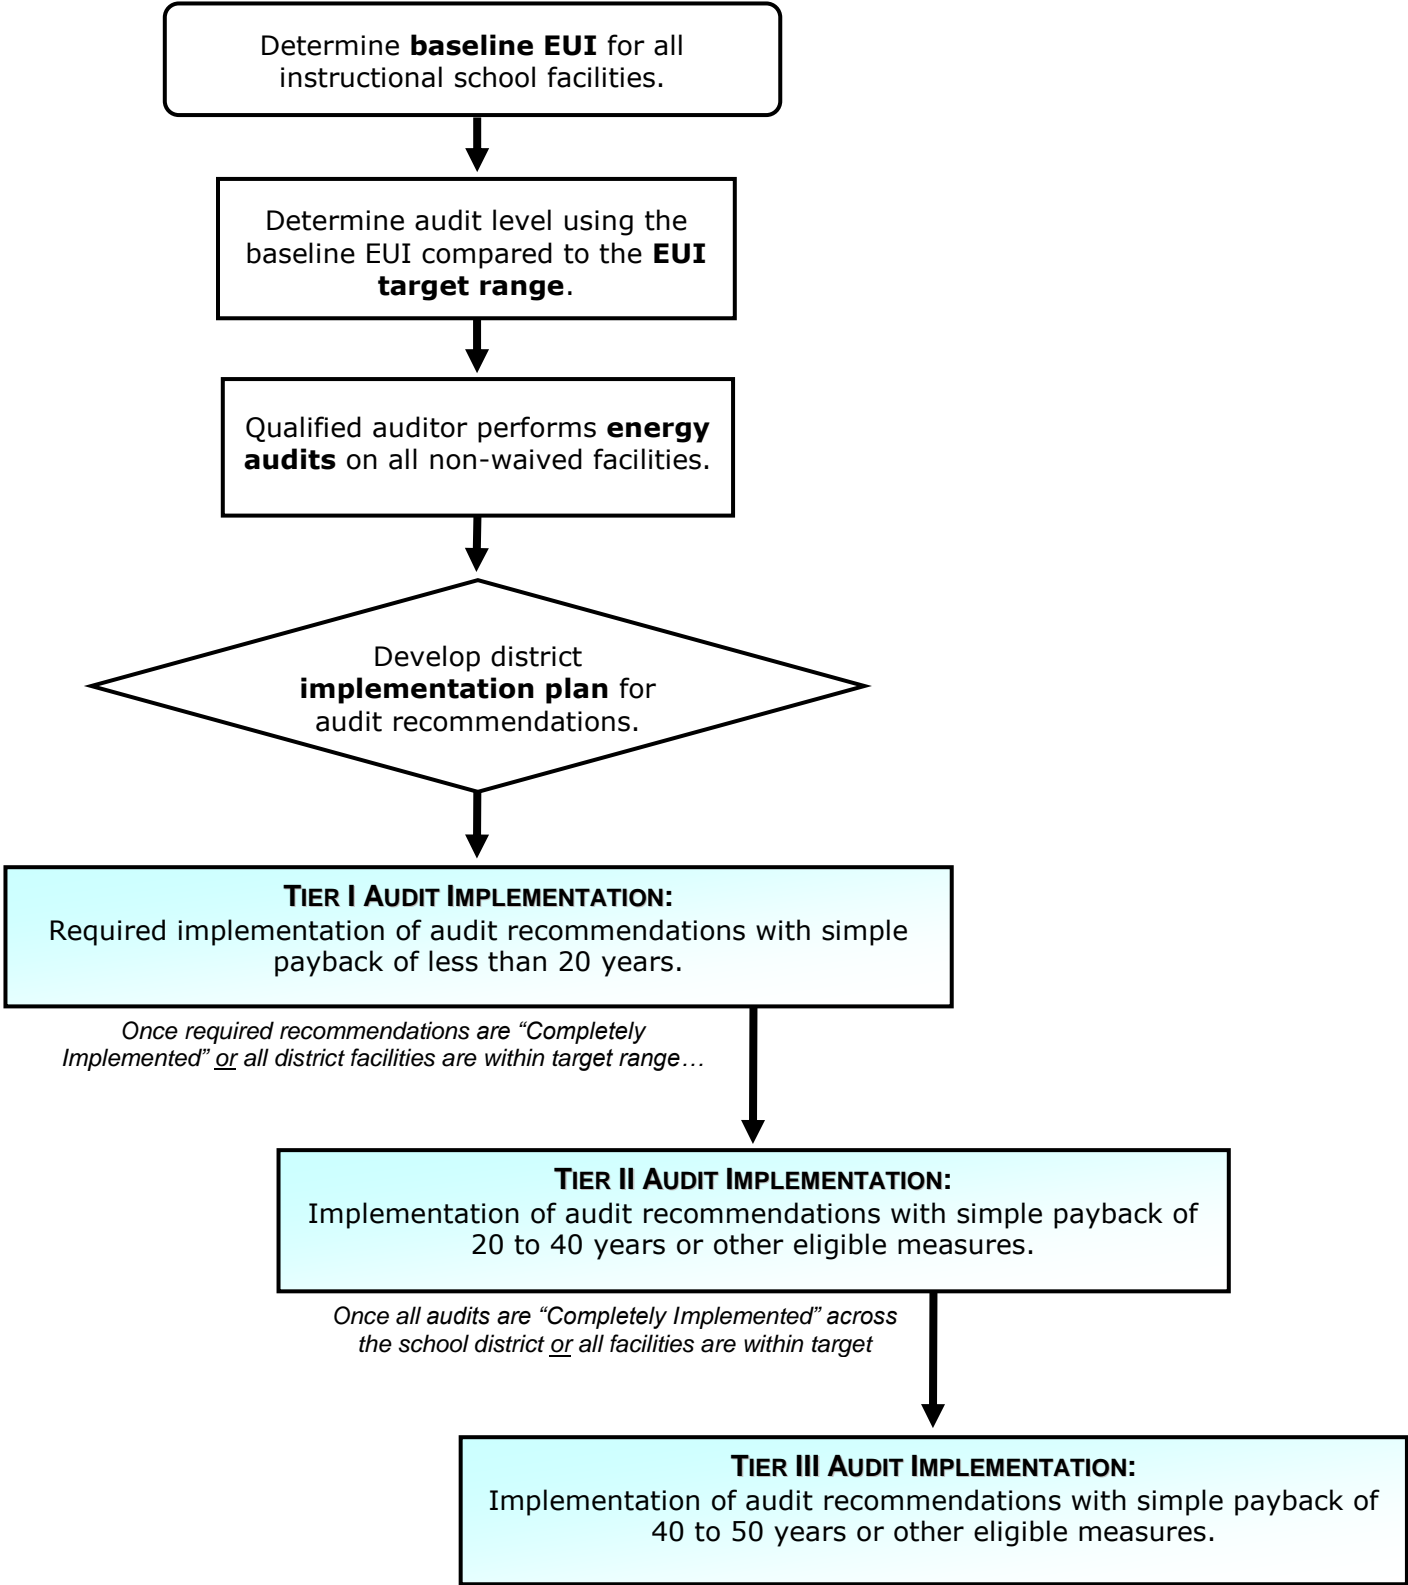 Determine baseline EUI for all
instructional school facilities.
Determine audit level using the
baseline EUI compared to the EUI
target range.
Qualified auditor performs energy
audits on all non-waived facilities.
Develop district
implementation plan for
audit recommendations.
TIER I AUDIT IMPLEMENTATION:
Required implementation of audit recommendations with simple
payback of less than 20 years.
Once required recommendations are “Completely
Implemented” or all district facilities are within target range…
TIER II AUDIT IMPLEMENTATION:
Implementation of audit recommendations with simple payback of
20 to 40 years or other eligible measures.
Once all audits are “Completely Implemented” across
the school district or all facilities are within target
TIER III AUDIT IMPLEMENTATION:
Implementation of audit recommendations with simple payback of
40 to 50 years or other eligible measures.